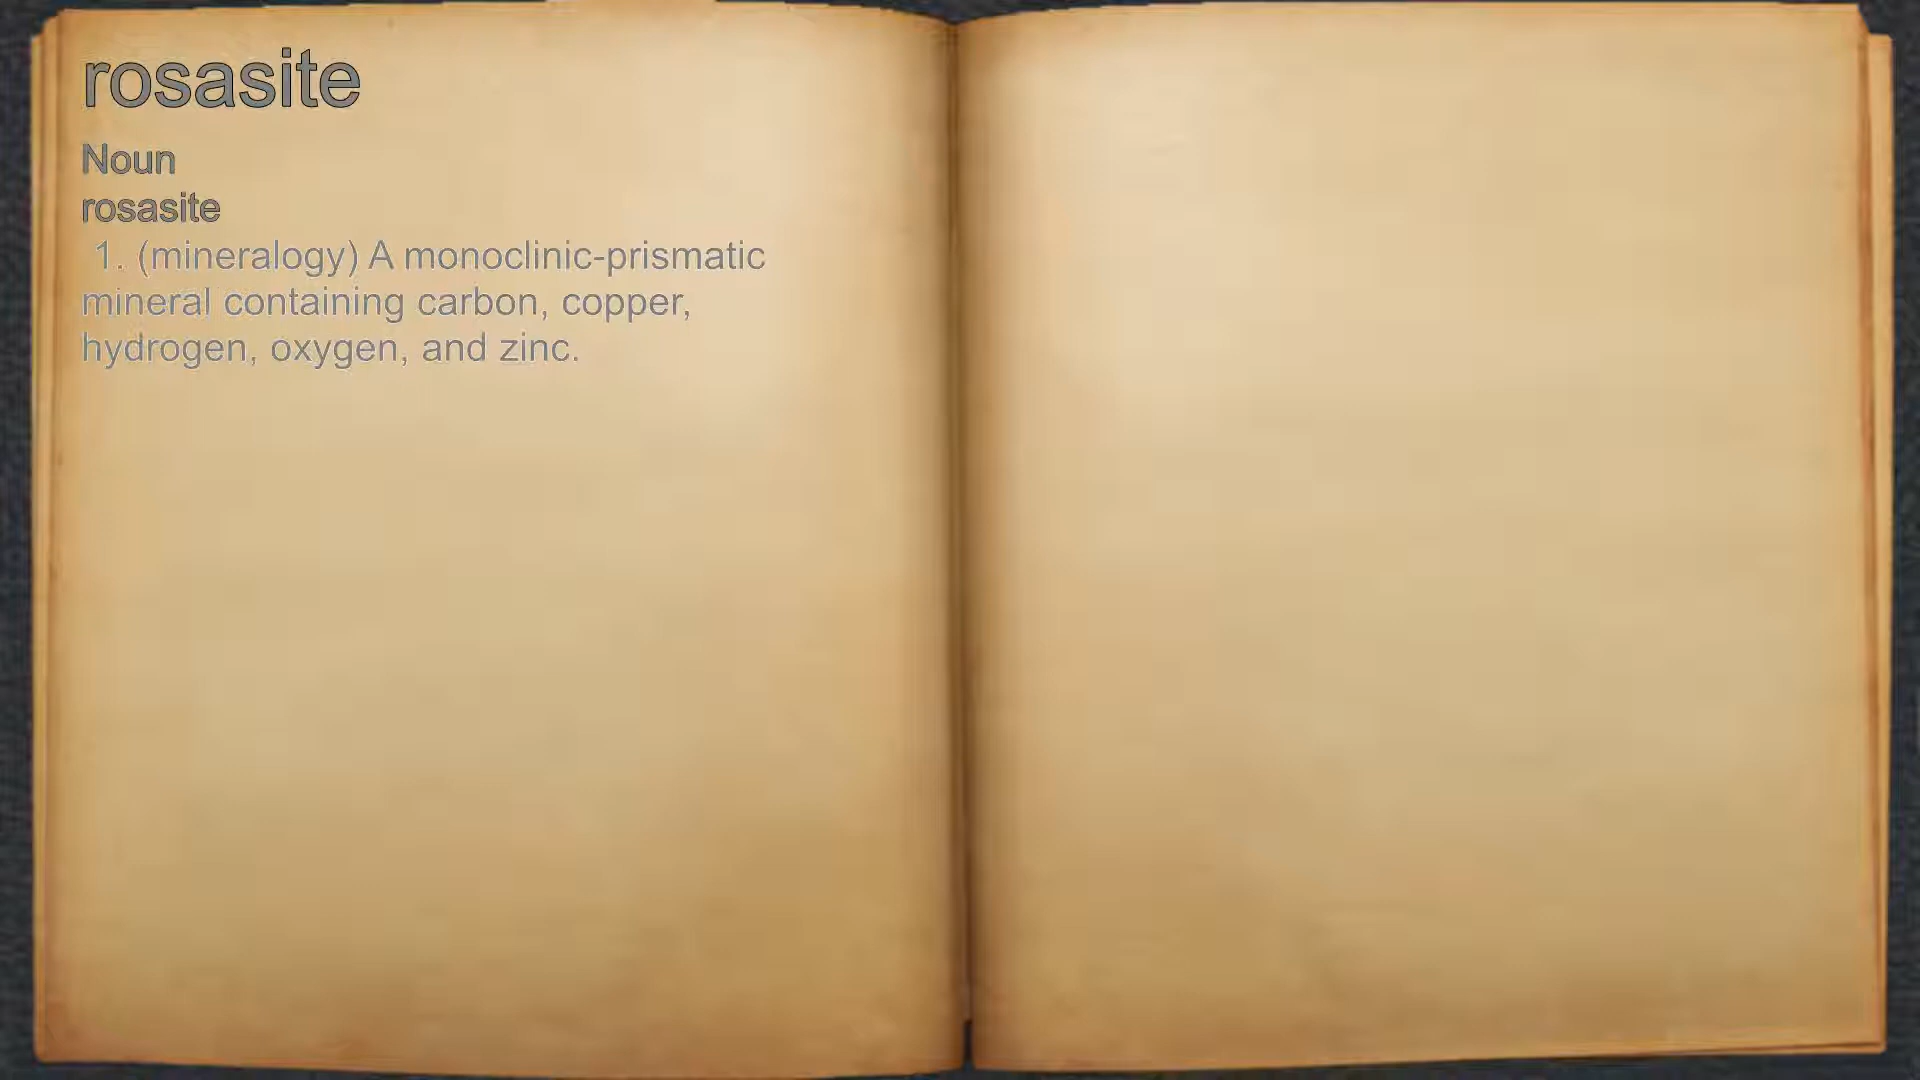 rosasite
Noun
rosasite
1. (mineralogy) A monoclinic-prismatic
mineral containing carbon, copper,
hydrogen, oxygen, and zinc.